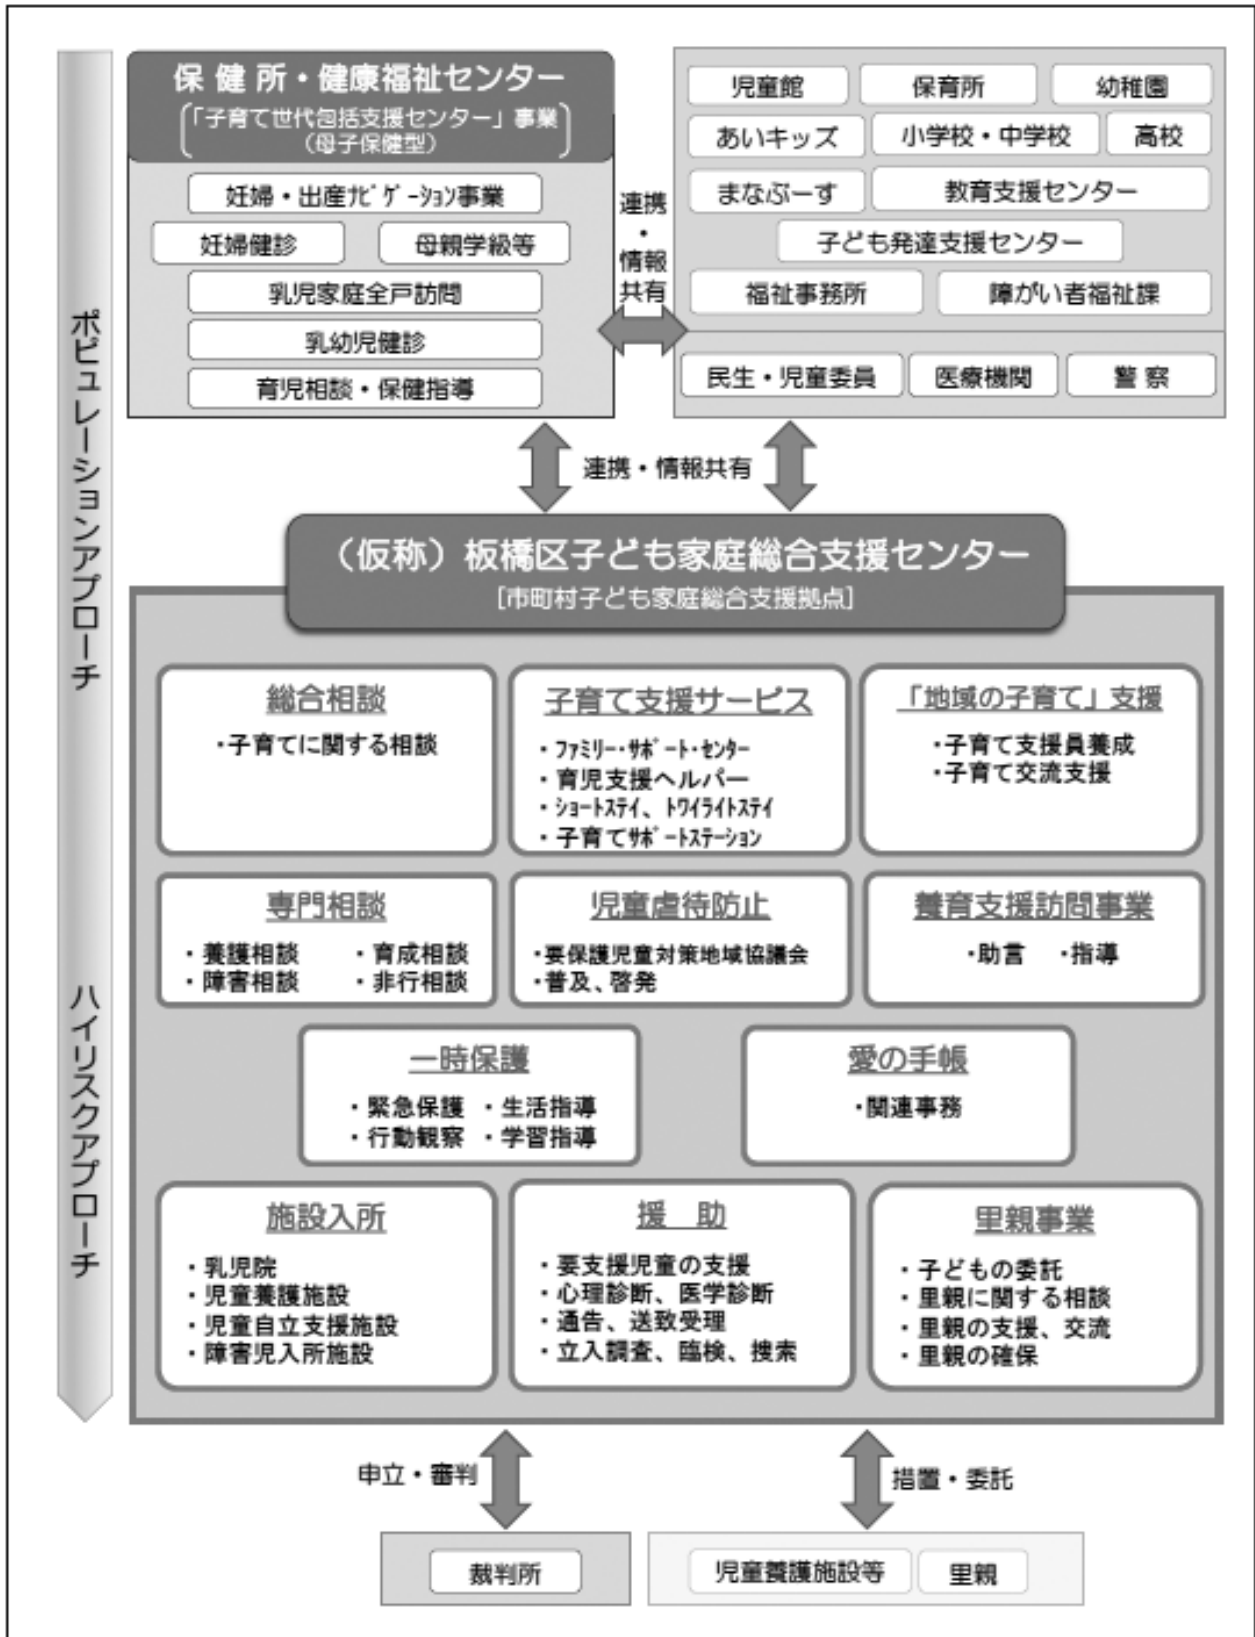 保健所・健康福祉センター
「子育て世代包括支援センター」事業
（母子保健型）
妊婦・出産ﾅﾋﾞｹﾞｰｼｮﾝ事業
妊婦健診
母親学級等
乳児家庭全戸訪問
乳幼児健診
育児相談・保健指導
連携
・
情報
共有
児童館
保育所
幼稚園
あいキッズ
小学校・中学校
高校
まなぶーす
教育支援センター
子ども発達支援センター
福祉事務所
障がい者福祉課
民生・児童委員
医療機関
警察
ポピュレーションアプローチ
ハイリスクアプローチ
連携・情報共有
（仮称）板橋区子ども家庭総合支援センター
[市町村子ども家庭総合支援拠点]
総合相談
・子育てに関する相談
子育て支援サービス
・ﾌｧﾐﾘｰ・ｻﾎﾟｰﾄ・ｾﾝﾀｰ
・育児支援ヘルパー
・ｼｮｰﾄｽﾃｲ、ﾄﾜｲﾗｲﾄｽﾃｲ
・子育てｻﾎﾟｰﾄｽﾃｰｼｮﾝ
「地域の子育て」支援
・子育て支援員養成
・子育て交流支援
専門相談
・養護相談 ・育成相談
・障害相談 ・非行相談
児童虐待防止
・要保護児童対策地域協議会
・普及、啓発
養育支援訪問事業
・助言 ・指導
一時保護
・緊急保護 ・生活指導
・行動観察 ・学習指導
愛の手帳
・関連事務
施設入所
・乳児院
・児童養護施設
・児童自立支援施設
・障害児入所施設
援 助
・要支援児童の支援
・心理診断、医学診断
・通告、送致受理
・立入調査、臨検、捜索
里親事業
・子どもの委託
・里親に関する相談
・里親の支援、交流
・里親の確保
申立・審判
措置・委託
裁判所
児童養護施設等
里親